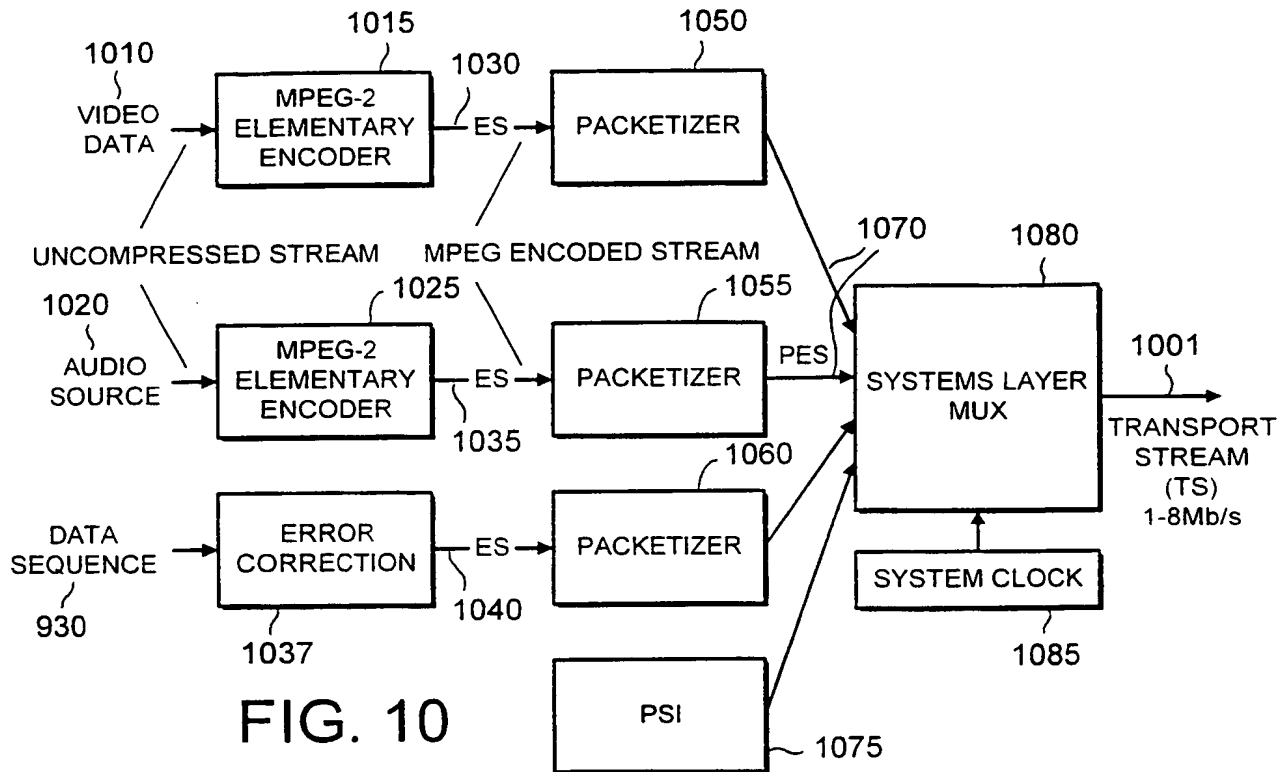 1010
VIDEO
DATA
1015
MPEG-2
ELEMENTARY
ENCODER
1030
ES
1050
PACKETIZER
UNCOMPRESSED STREAM
MPEG ENCODED STREAM
1070
1080
SYSTEMS LAYER
MUX
1001
TRANSPORT
STREAM
(TS)
1-8Mb/s
1020
AUDIO
SOURCE
1025
MPEG-2
ELEMENTARY
ENCODER
ES
1035
1055
PACKETIZER
PES
DATA
SEQUENCE
930
ERROR
CORRECTION
1037
ES
1040
1060
PACKETIZER
SYSTEM CLOCK
1085
PSI
1075
FIG. 10